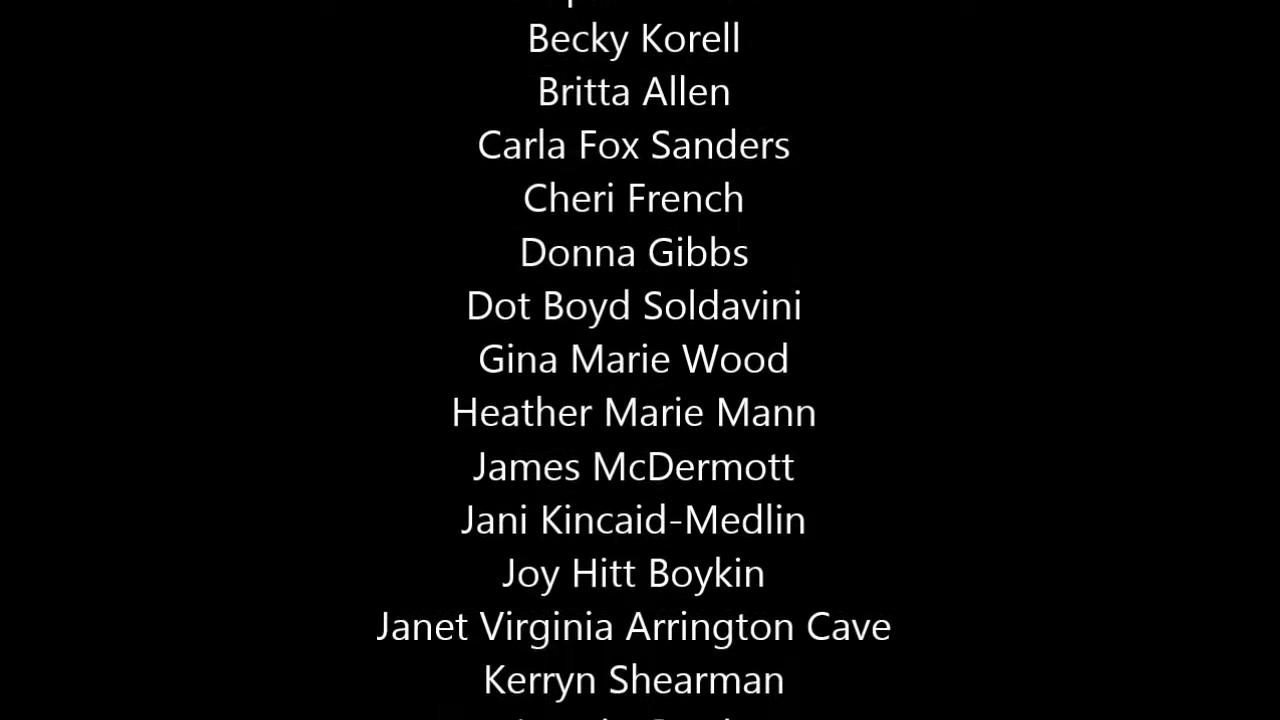 Becky Korell
Britta Allen
Carla Fox Sanders
Cheri French
Donna Gibbs
Dot Boyd Soldavini
Gina Marie Wood
Heather Marie Mann
James McDermott
Jani Kincaid-Medlin
Joy Hitt Boykin
Janet Virginia Arrington Cave
Kerryn Shearman